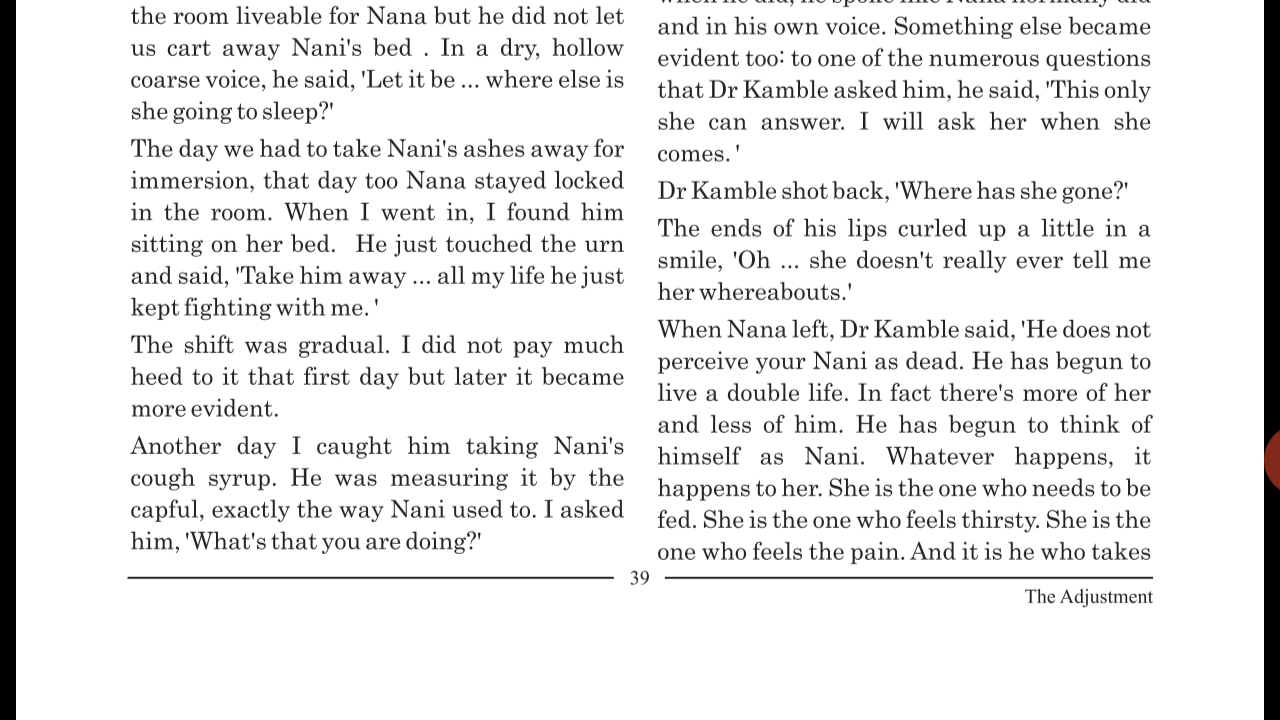 the room liveable for Nana but he did not let
us cart away Nani's bed . In a dry, hollow
coarse voice, he said, 'Let it be ... where else is
she going to sleep?'
The day we had to take Nani's ashes away for
immersion, that day too Nana stayed locked
in the room. When I went in, I found him
sitting on her bed. He just touched the urn
and said, 'Take him away ... all my life he just
kept fighting with me. '
The shift was gradual. I did not pay much
heed to it that first day but later it became
more evident.
Another day I caught him taking Nani's
cough syrup. He was measuring it by the
capful, exactly the way Nani used to. I asked
him, 'What's that you are doing?'
and in his own voice. Something else became
evident too: to one of the numerous questions
that Dr Kamble asked him, he said, 'This only
she can answer. I will ask her when she
comes. '
Dr Kamble shot back, 'Where has she gone?'
The ends of his lips curled up a little in a
smile, 'Oh ... she doesn't really ever tell me
her whereabouts.'
When Nana left, Dr Kamble said, 'He does not
perceive your Nani as dead. He has begun to
live a double life. In fact there's more of her
and less of him. He has begun to think of
himself as Nani. Whatever happens, it
happens to her. She is the one who needs to be
fed. She is the one who feels thirsty. She is the
one who feels the pain. And it is he who takes
39
The Adjustment